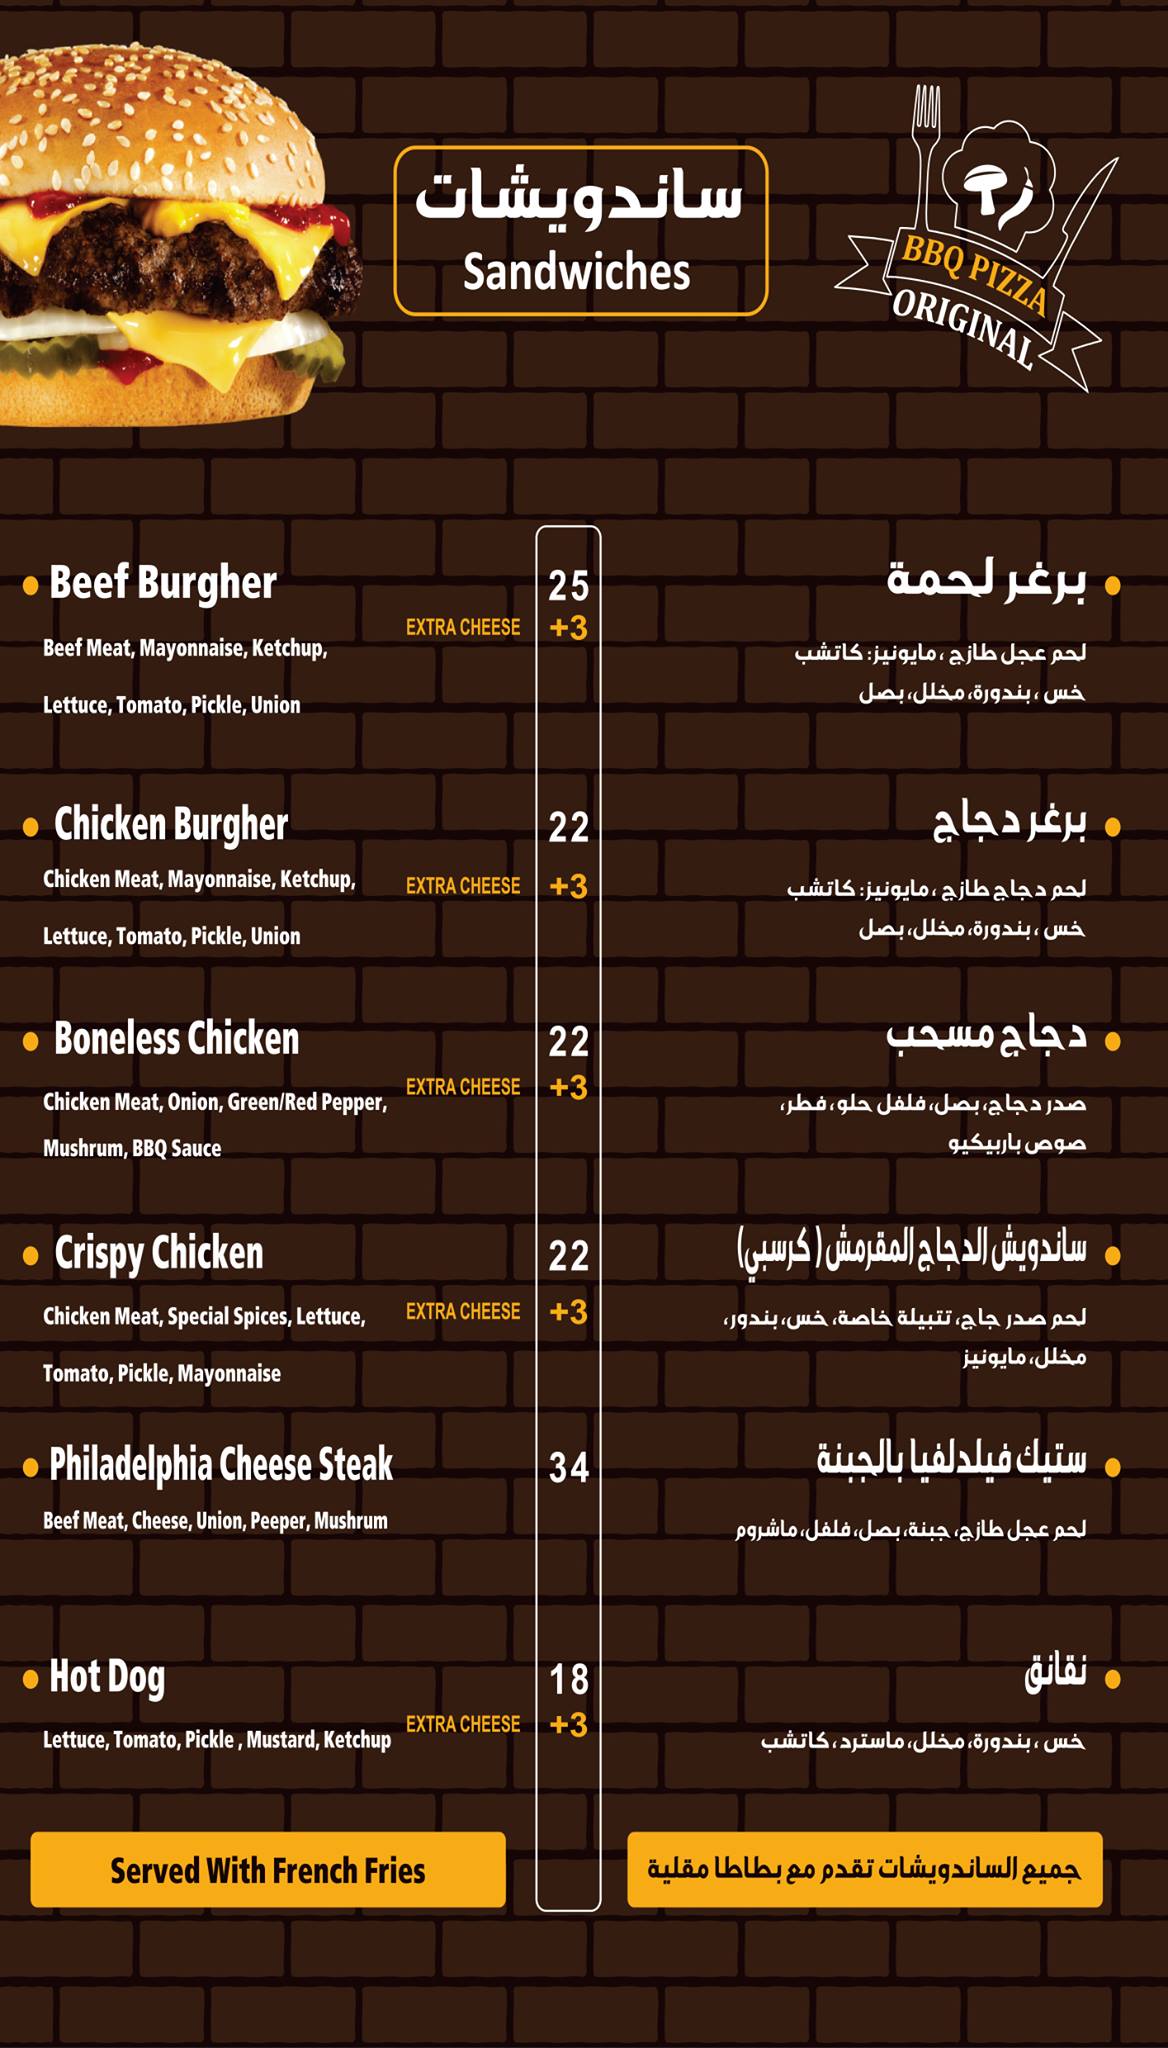 ساندويشات
Sandwiches
BBQ PIZZA
ORIGINAL
Beef Burgher
25
برغر لحمة
EXTRA CHEESE +3
Beef Meat, Mayonnaise, Ketchup,
Lettuce, Tomato, Pickle, Union
لحم عجل طازج ، مايونيز: كاتشب
خس ، بندورة، مخلل، بصل
Chicken Burgher
22
برغر دجاج
Chicken Meat, Mayonnaise, Ketchup,
EXTRA CHEESE +3
Lettuce, Tomato, Pickle, Union
لحم دجاج طازج ، مايونيز: كاتشب
خس ، بندورة، مخلل، بصل
Boneless Chicken
22
دجاج مسحب
EXTRA CHEESE +3
Chicken Meat, Onion, Green/Red Pepper,
Mushrum, BBQ Sauce
صدر دجاج، بصل، فلفل حلو، فطر،
صوص باربيكيو
Crispy Chicken
22
ساندويش الدجاج المقرمش ( كرسبي)
Chicken Meat, Special Spices, Lettuce,
EXTRA CHEESE +3
Tomato, Pickle, Mayonnaise
لحم صدر جاج، تتبيلة خاصة، خس، بندور،
مخلل، مايونيز
Philadelphia Cheese Steak
34
ستيك فيلدلفيا بالجبنة
Beef Meat, Cheese, Union, Peeper, Mushrum
لحم عجل طازج، جبنة، بصل، فلفل، ماشروم
Hot Dog
18
نقانق
EXTRA CHEESE +3
Lettuce, Tomato, Pickle , Mustard, Ketchup
خس ، بندورة، مخلل، ماسترد ، كاتشب
Served With French Fries
جميع الساندويشات تقدم مع بطاطا مقلية